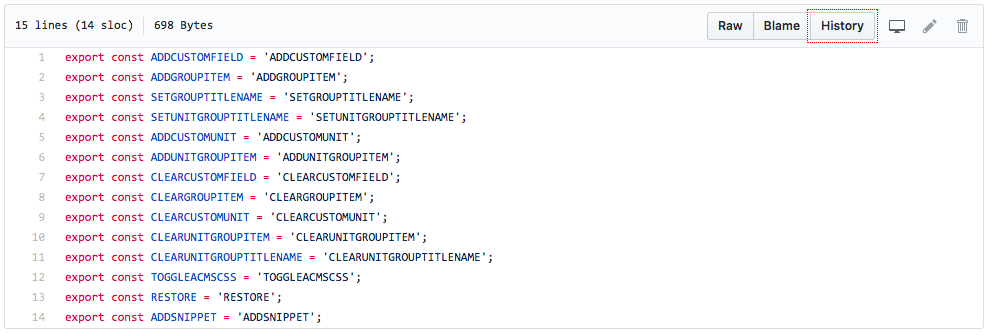 15 lines (14 sloc) 698 Bytes Raw Blame History
1 export const ADDCUSTOMFIELD = 'ADDCUSTOMFIELD';
2 export const ADDGROUPITEM = 'ADDGROUPITEM';
3 export const SETGROUPTITLENAME = 'SETGROUPTITLENAME';
4 export const SETUNITGROUPTITLENAME = 'SETUNITGROUPTITLENAME';
5 export const ADDCUSTOMUNIT = 'ADDCUSTOMUNIT';
6 export const ADDUNITGROUPITEM = 'ADDUNITGROUPITEM';
7 export const CLEARCUSTOMFIELD = 'CLEARCUSTOMFIELD';
8 export const CLEARGROUPITEM = 'CLEARGROUPITEM';
9 export const CLEARCUSTOMUNIT = 'CLEARCUSTOMUNIT';
10 export const CLEARUNITGROUPITEM = 'CLEARUNITGROUPITEM';
11 export const CLEARUNITGROUPTITLENAME = 'CLEARUNITGROUPTITLENAME';
12 export const TOGGLEACMSCSS = 'TOGGLEACMSCSS';
13 export const RESTORE = 'RESTORE';
14 export const ADDSNIPPET = 'ADDSNIPPET';